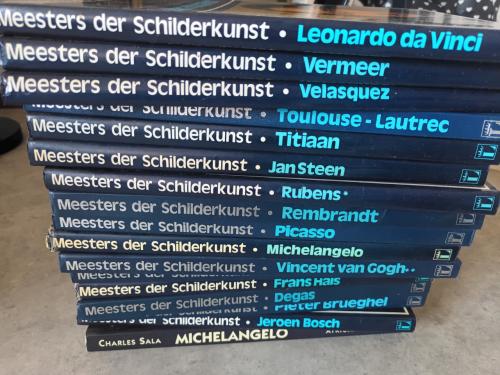 Meesters der Schilderkunst • Leonardo da Vinci
Meesters der Schilderkunst • Vermeer
Meesters der Schilderkunst • Velasquez
Meesters der Schilderkunst • Toulouse-Lautrec
Meesters der Schilderkunst • Titiaan
Meesters der Schilderkunst • Jan Steen
Meesters der Schilderkunst • Rubens
Meesters der Schilderkunst • Rembrandt
Meesters der Schilderkunst • Picasso
Meesters der Schilderkunst • Michelangelo
Meesters der Schilderkunst • Vincent van Gogh
Meesters der Schilderkunst • Frans Hals
Meesters der Schilderkunst • Degas
Meesters der Schilderkunst • Pieter Brueghel
Meesters der Schilderkunst • Jeroen Bosch
CHARLES SALA MICHELANGELO